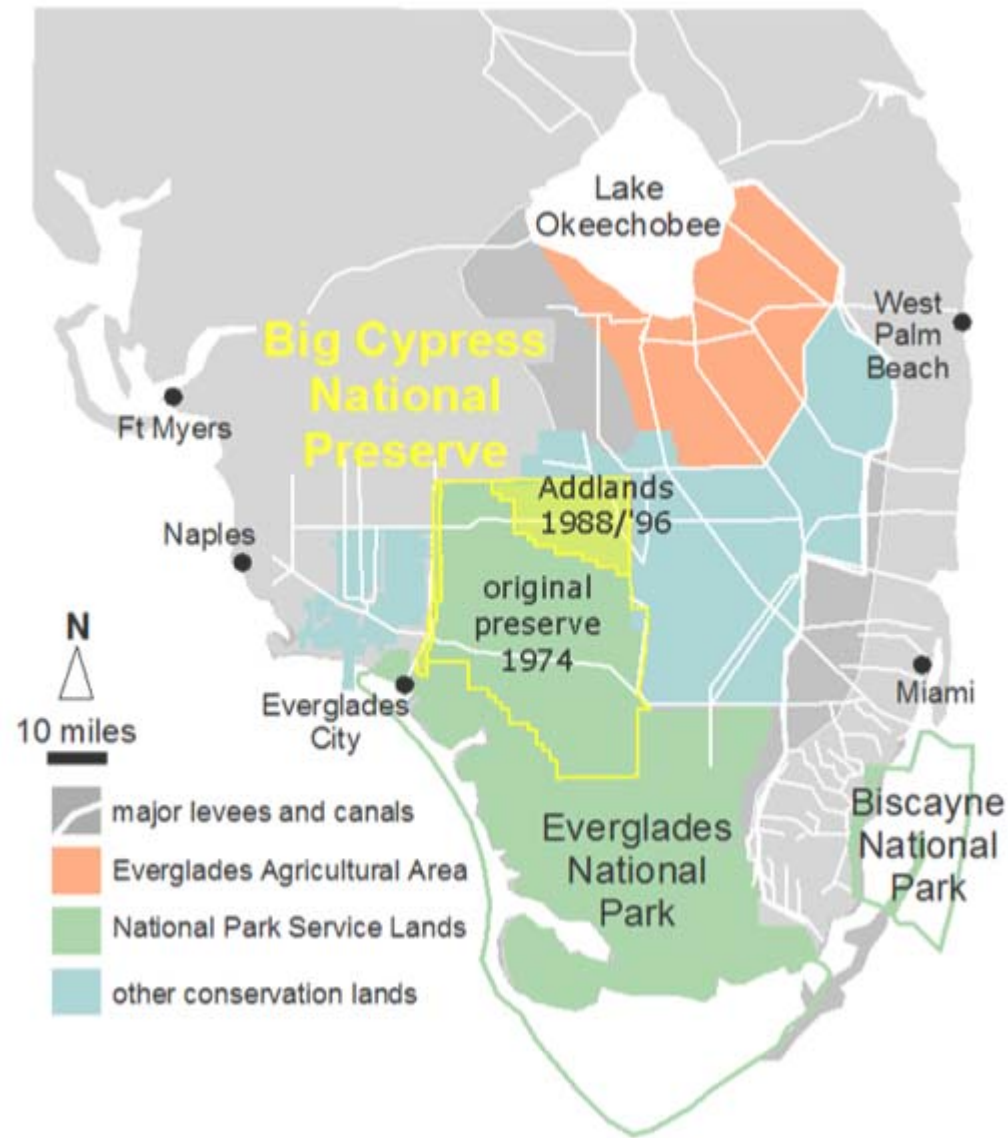 Lake
Okeechobee
West
Palm
Beach
Big Cypress
National
Preserve
Ft Myers
Addlands
1988/'96
Naples
original
preserve
1974
N
10 miles
Everglades
City
Miami
major levees and canals
Everglades Agricultural Area
National Park Service Lands
other conservation lands
Everglades
National
Park
Biscayne
National
Park